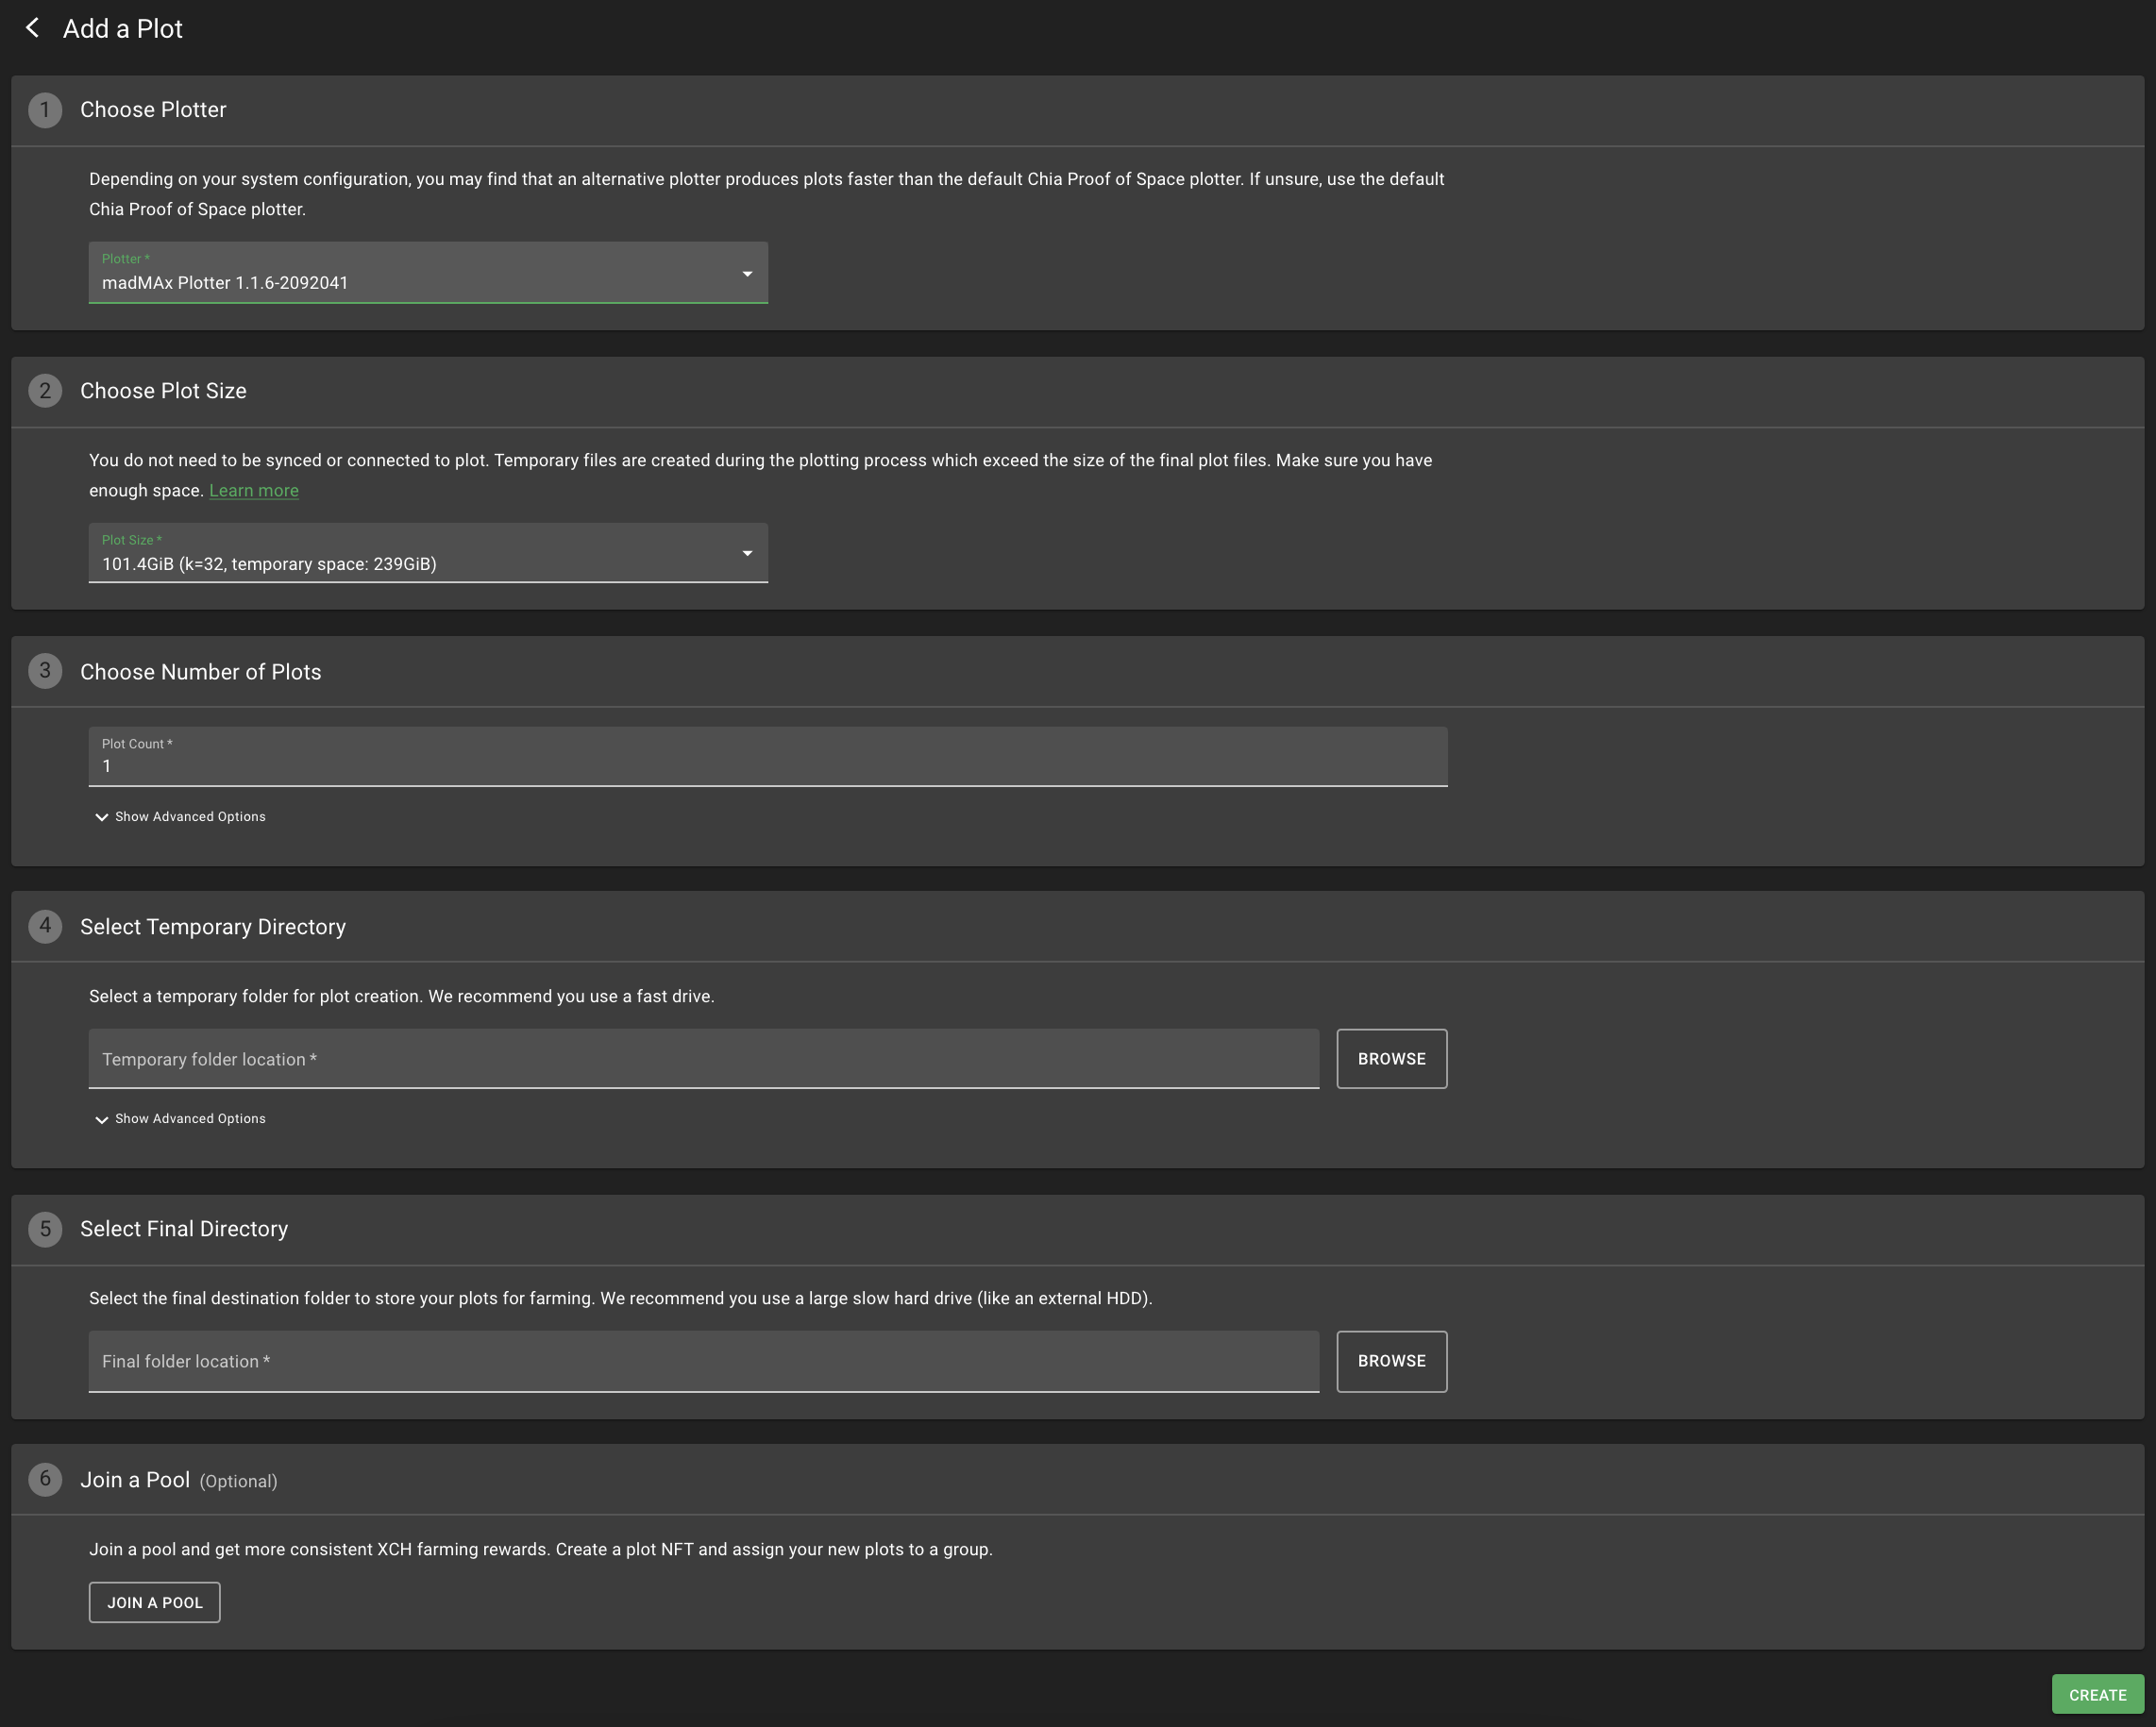 Add a Plot
1 Choose Plotter
Depending on your system configuration, you may find that an alternative plotter produces plots faster than the default Chia Proof of Space plotter. If unsure, use the default
Chia Proof of Space plotter.
Plotter *
madMAx Plotter 1.1.6-2092041
2 Choose Plot Size
You do not need to be synced or connected to plot. Temporary files are created during the plotting process which exceed the size of the final plot files. Make sure you have
enough space. Learn more
Plot Size *
101.4GiB (k=32, temporary space: 239GiB)
3 Choose Number of Plots
Plot Count *
1
Show Advanced Options
4 Select Temporary Directory
Select a temporary folder for plot creation. We recommend you use a fast drive.
Temporary folder location * BROWSE
Show Advanced Options
5 Select Final Directory
Select the final destination folder to store your plots for farming. We recommend you use a large slow hard drive (like an external HDD).
Final folder location * BROWSE
6 Join a Pool (Optional)
Join a pool and get more consistent XCH farming rewards. Create a plot NFT and assign your new plots to a group.
JOIN A POOL
CREATE